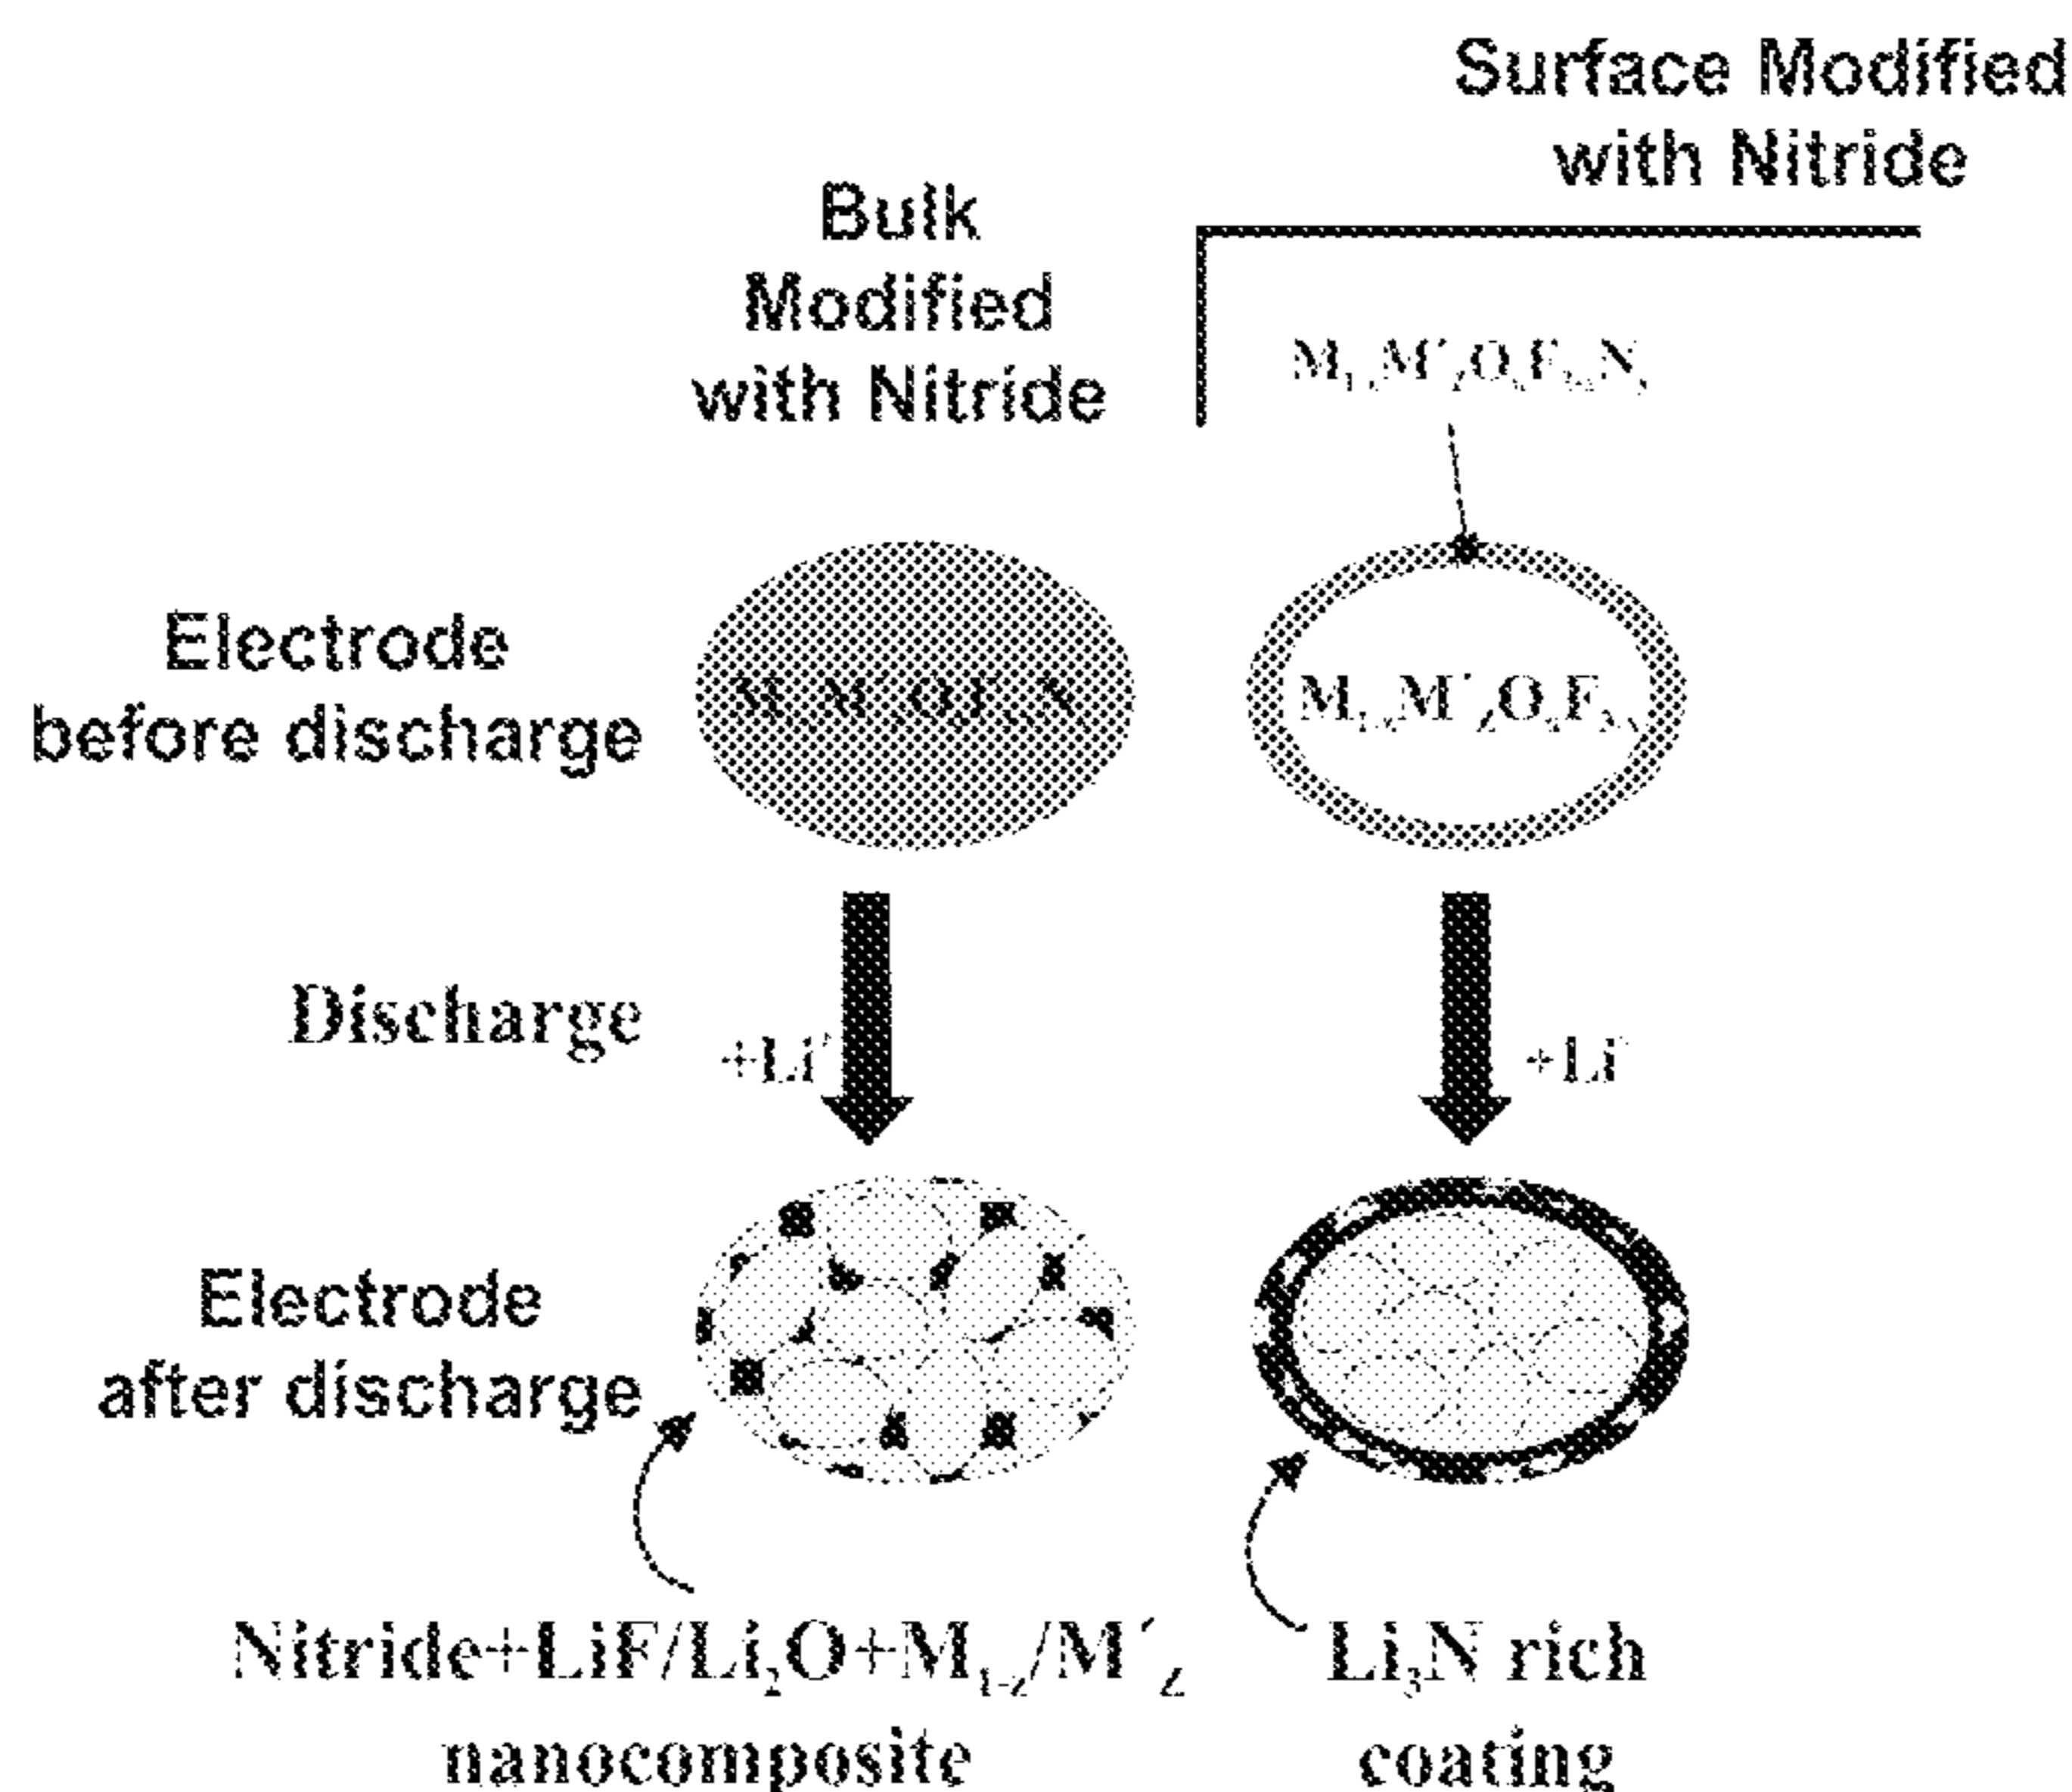 Surface Modified
with Nitride
Bulk
Modified
with Nitride
Electrode
before discharge
Discharge
+Li
+Li
Electrode
after discharge
Nitride+LiF/Li₂O+M₁₋z/M´z
nanocomposite
Li₃N rich
coating